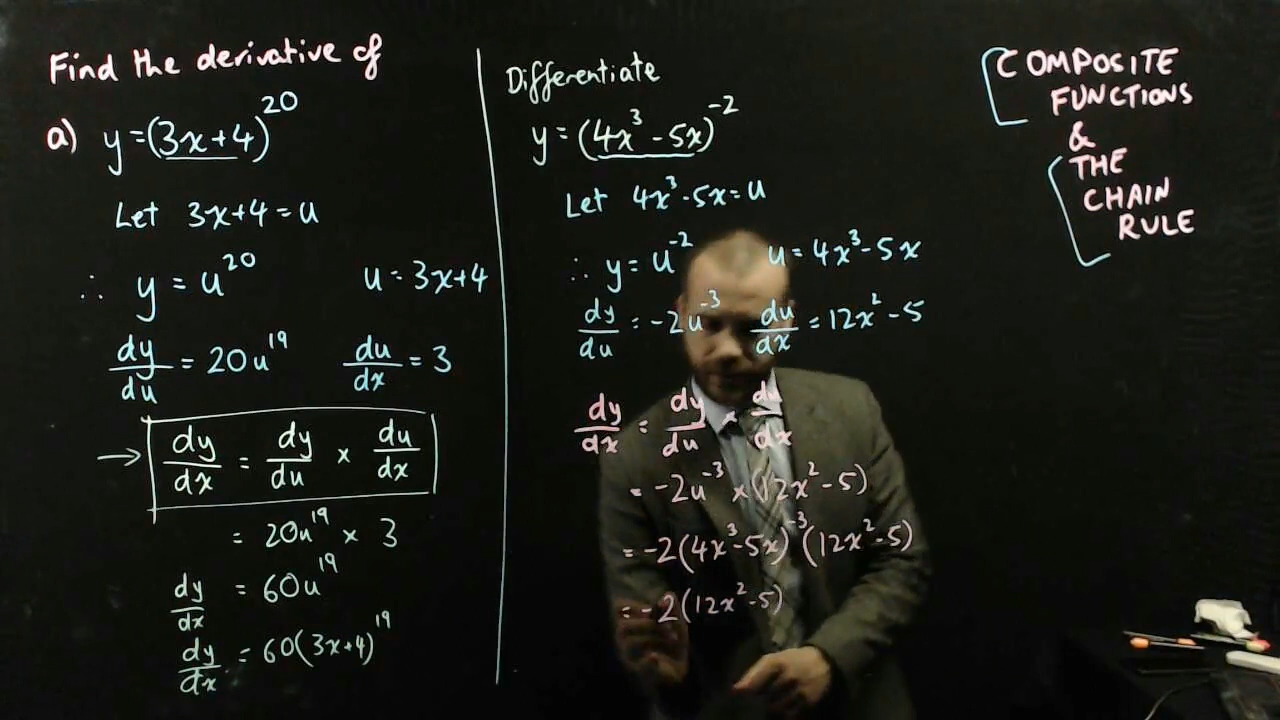 Find the derivative of
a) y=(3x+4)^20
Let 3x+4=u
∴ y=u^20 u=3x+4
dy/du = 20u^19 du/dx = 3
→ dy/dx = dy/du × du/dx
= 20u^19 × 3
dy/dx = 60u^19
dy/dx = 60(3x+4)^19
Differentiate
y=(4x^3-5x)^-2
Let 4x^3-5x=u
∴ y=u^-2 u=4x^3-5x
dy/du = -2u^-3 du/dx = 12x^2-5
dy/dx = dy/du × du/dx
= -2u^-3 × (12x^2-5)
= -2(4x^3-5x)^-3 (12x^2-5)
= -2(12x^2-5)
COMPOSITE
FUNCTIONS
&
THE
CHAIN
RULE